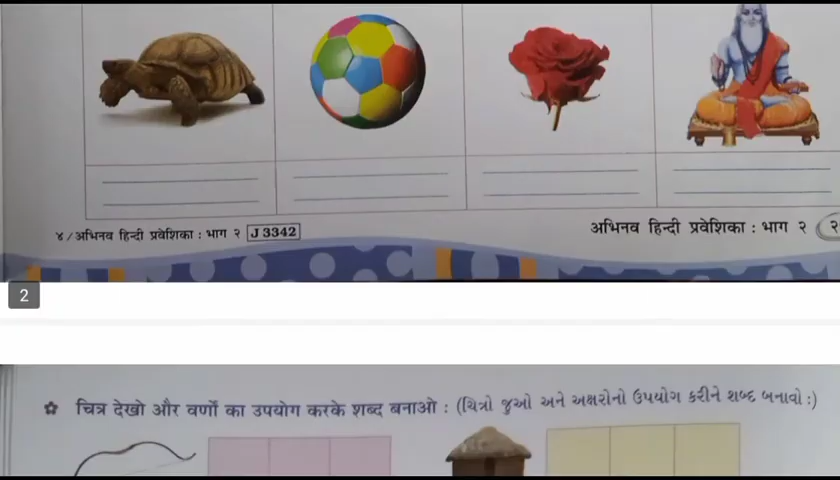 ४/अभिनव हिन्दी प्रवेशिका : भाग २ J 3342
अभिनव हिन्दी प्रवेशिका : भाग २ २
2
चित्र देखो और वर्णों का उपयोग करके शब्द बनाओ : (ચિત્રો જુઓ અને અક્ષરોનો ઉપયોગ કરીને શબ્દ બનાવો :)